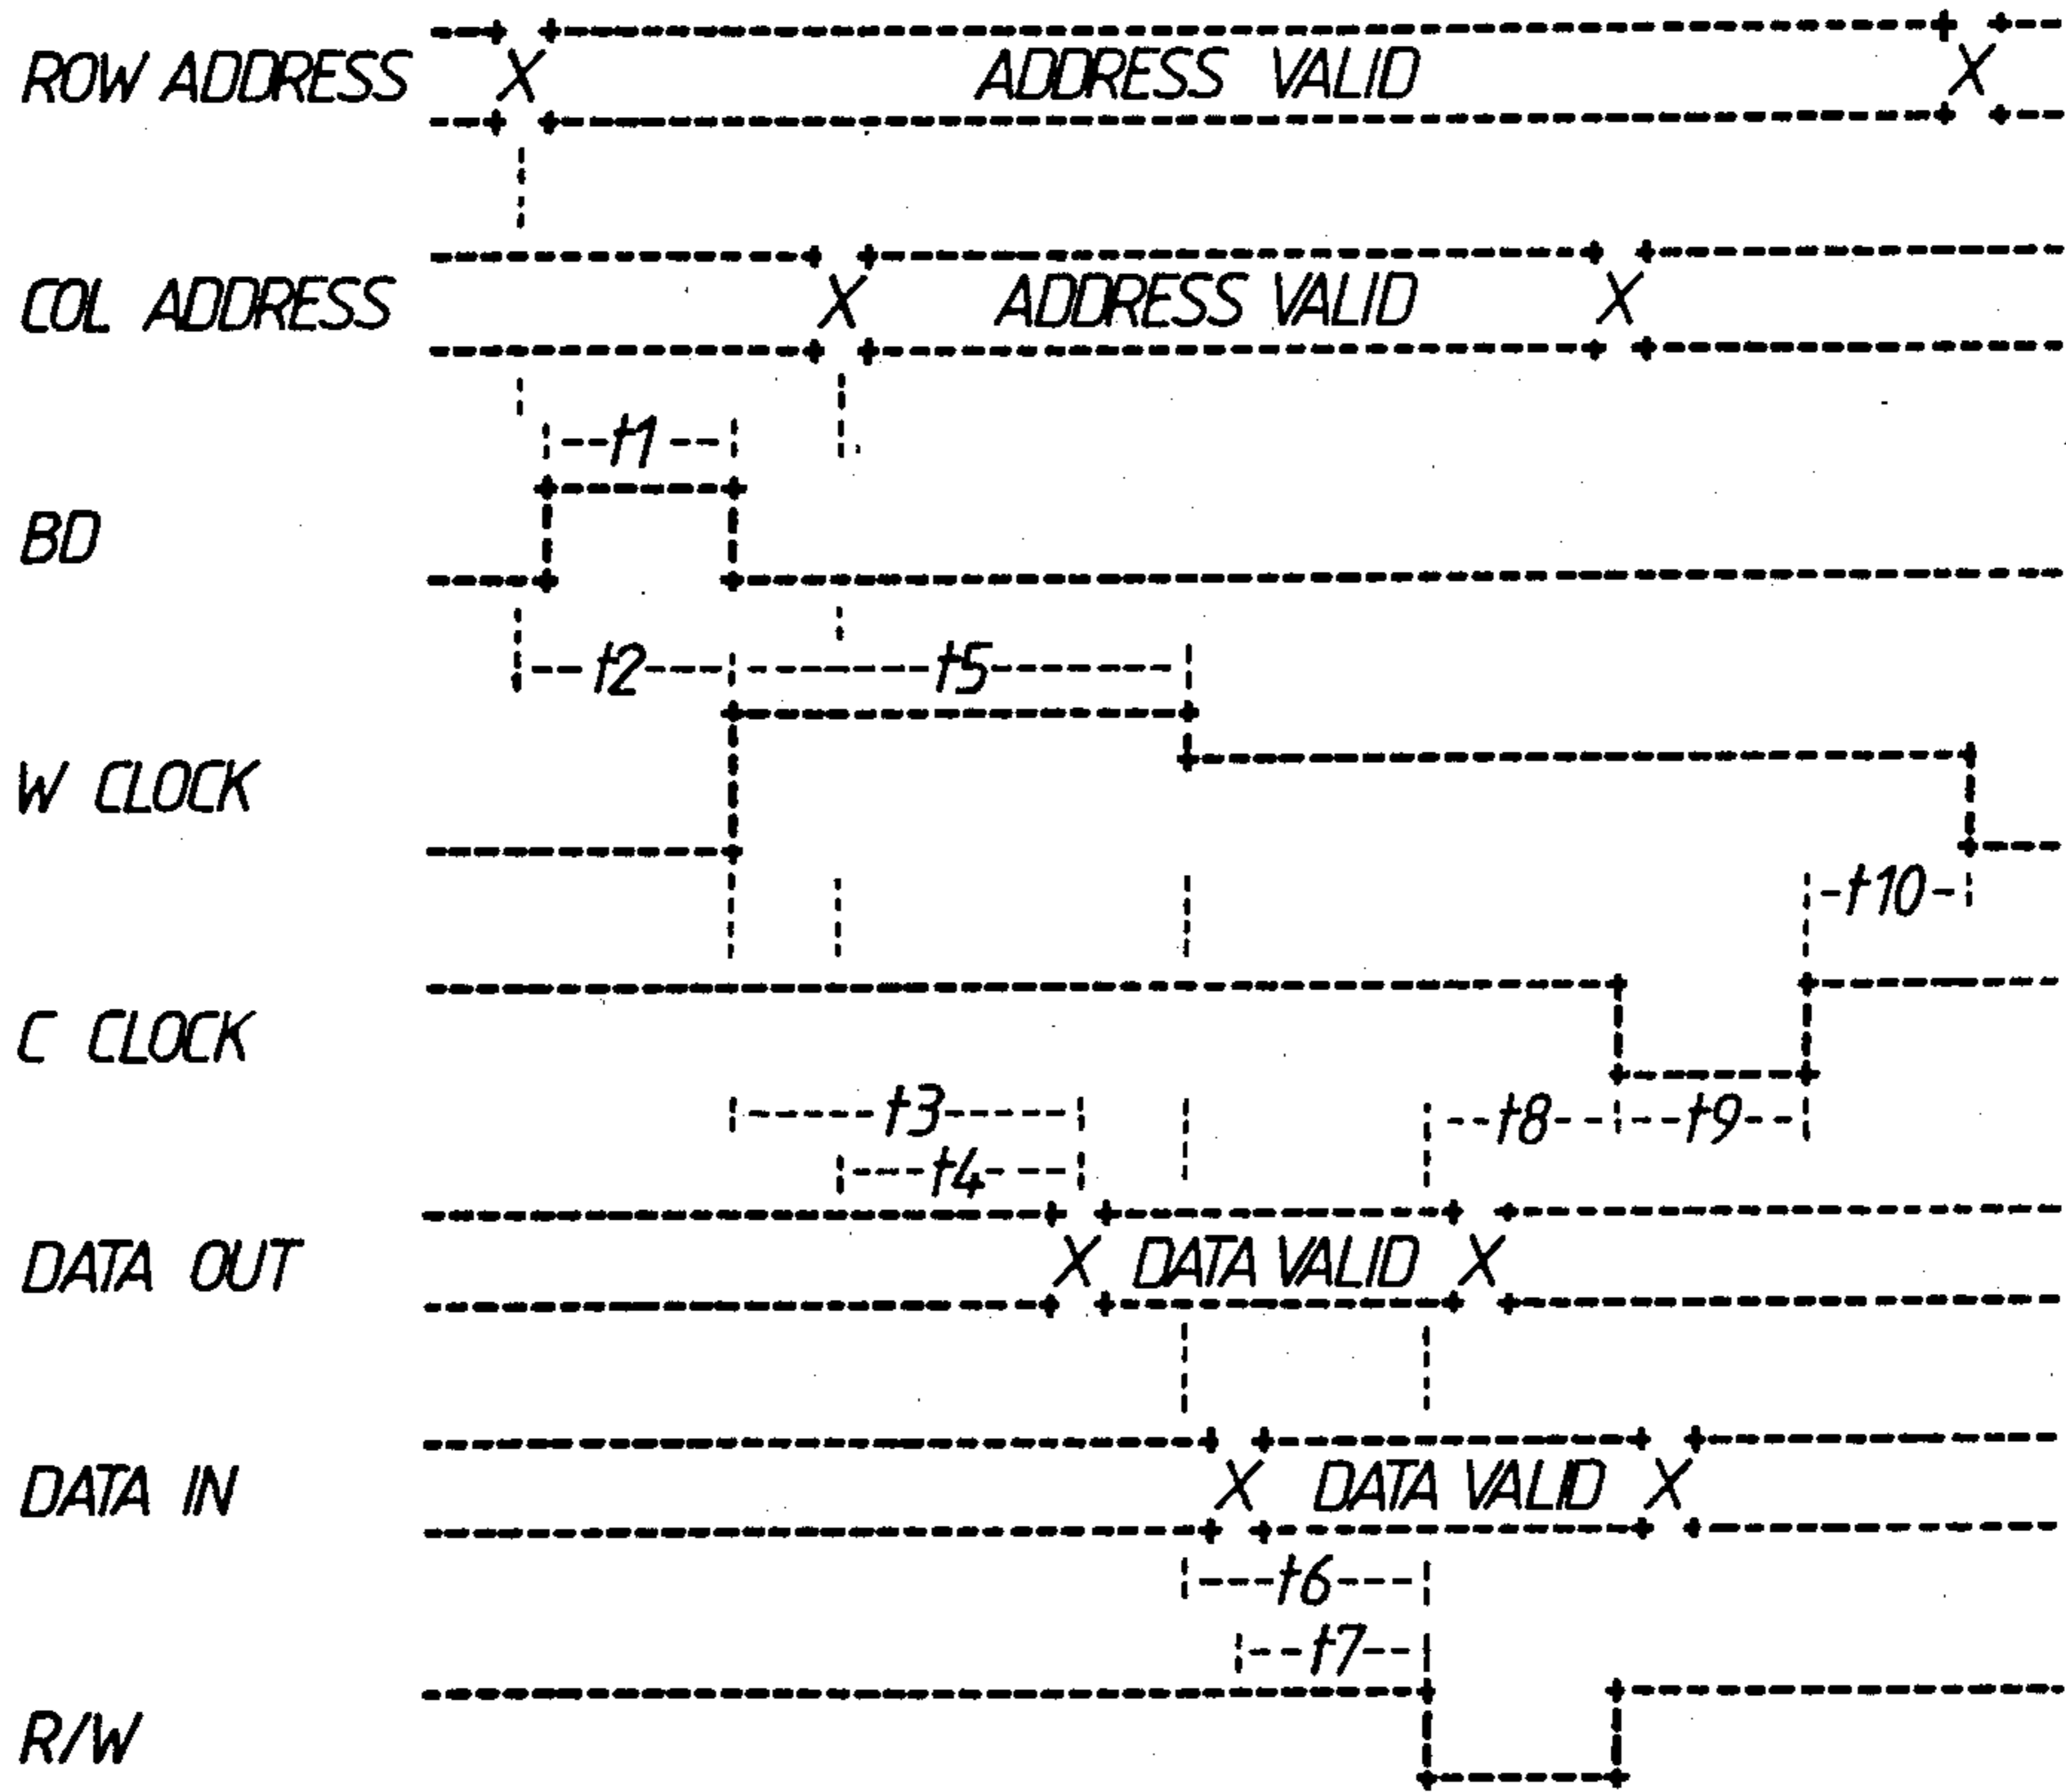 ROW ADDRESS ADDRESS VALID
COL ADDRESS ADDRESS VALID
t1
BD
t2 t5
W CLOCK
t10
C CLOCK
t3 t8 t9
t4
DATA OUT DATA VALID
DATA IN DATA VALID
t6
t7
R/W